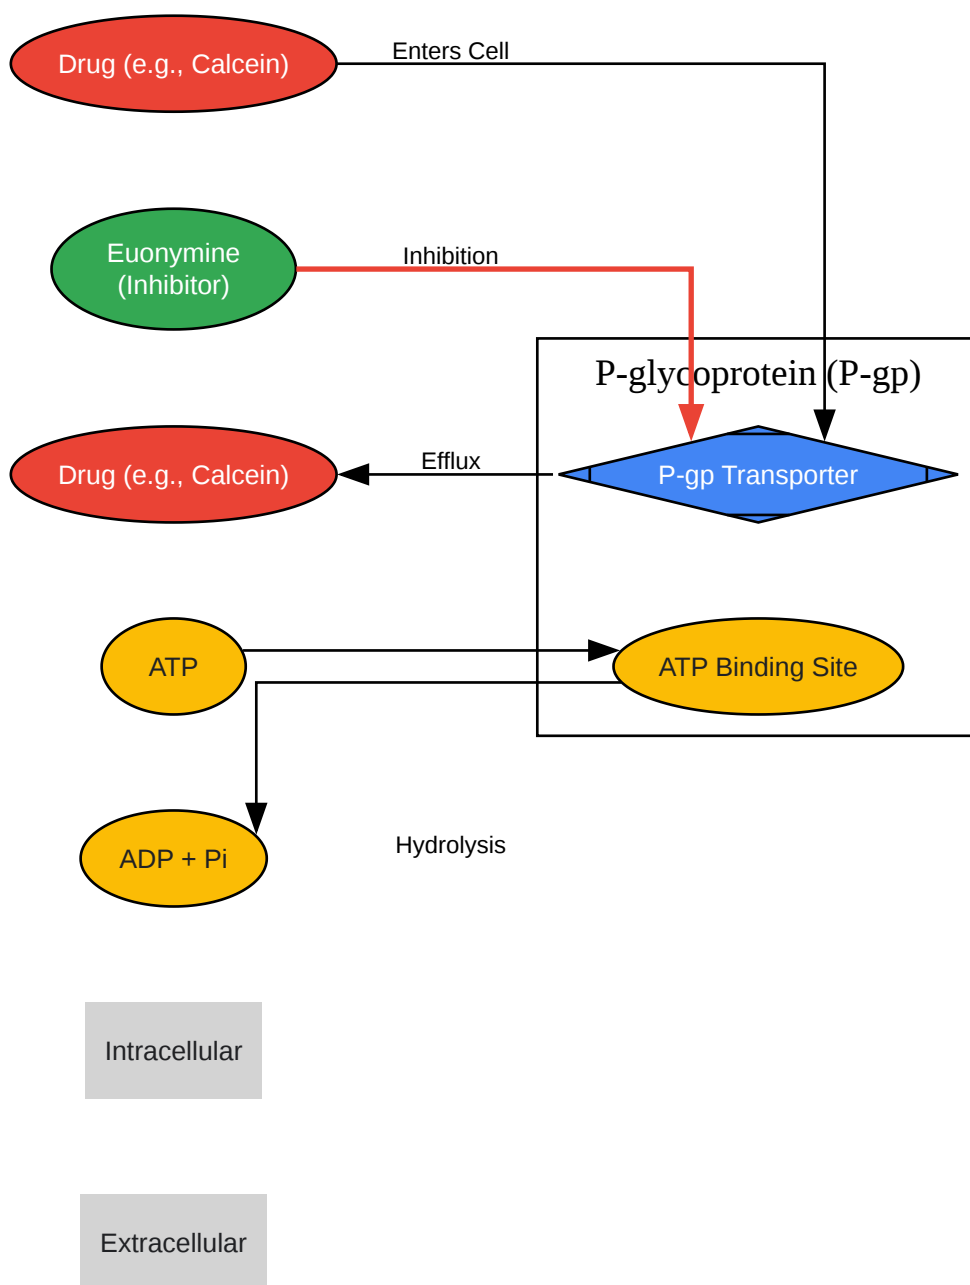 Drug (e.g., Calcein)
Enters Cell
Euonymine
(Inhibitor)
Inhibition
P-glycoprotein (P-gp)
Drug (e.g., Calcein)
Efflux
P-gp Transporter
ATP
ATP Binding Site
ADP + Pi
Hydrolysis
Intracellular
Extracellular